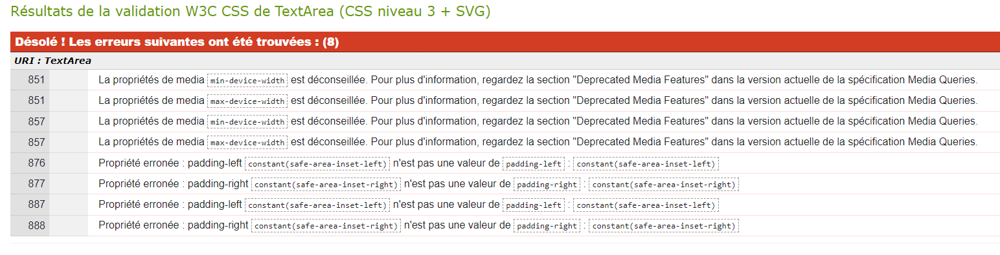 Résultats de la validation W3C CSS de TextArea (CSS niveau 3 + SVG)
Désolé ! Les erreurs suivantes ont été trouvées : (8)
URI : TextArea
851 La propriétés de media min-device-width est déconseillée. Pour plus d'information, regardez la section "Deprecated Media Features" dans la version actuelle de la spécification Media Queries.
851 La propriétés de media max-device-width est déconseillée. Pour plus d'information, regardez la section "Deprecated Media Features" dans la version actuelle de la spécification Media Queries.
857 La propriétés de media min-device-width est déconseillée. Pour plus d'information, regardez la section "Deprecated Media Features" dans la version actuelle de la spécification Media Queries.
857 La propriétés de media max-device-width est déconseillée. Pour plus d'information, regardez la section "Deprecated Media Features" dans la version actuelle de la spécification Media Queries.
876 Propriété erronée : padding-left constant(safe-area-inset-left) n'est pas une valeur de padding-left : constant(safe-area-inset-left)
877 Propriété erronée : padding-right constant(safe-area-inset-right) n'est pas une valeur de padding-right : constant(safe-area-inset-right)
887 Propriété erronée : padding-left constant(safe-area-inset-left) n'est pas une valeur de padding-left : constant(safe-area-inset-left)
888 Propriété erronée : padding-right constant(safe-area-inset-right) n'est pas une valeur de padding-right : constant(safe-area-inset-right)